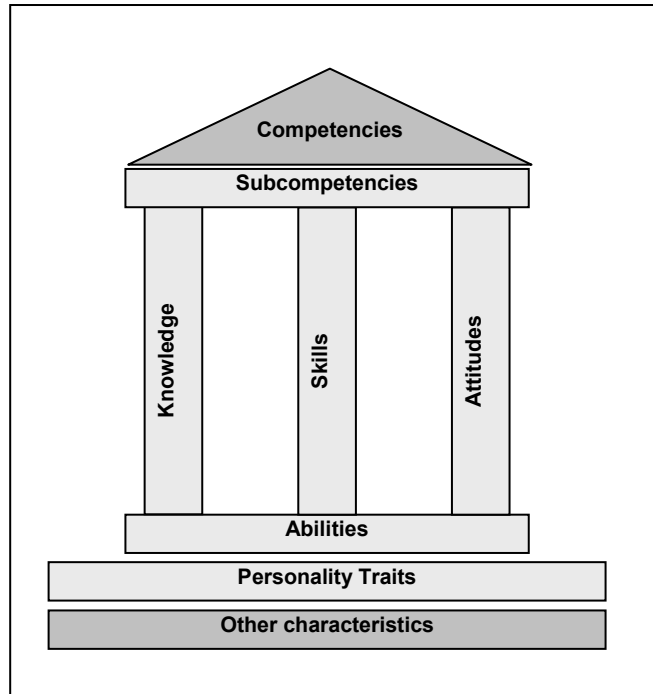 Competencies
Subcompetencies
Knowledge
Skills
Attitudes
Abilities
Personality Traits
Other characteristics